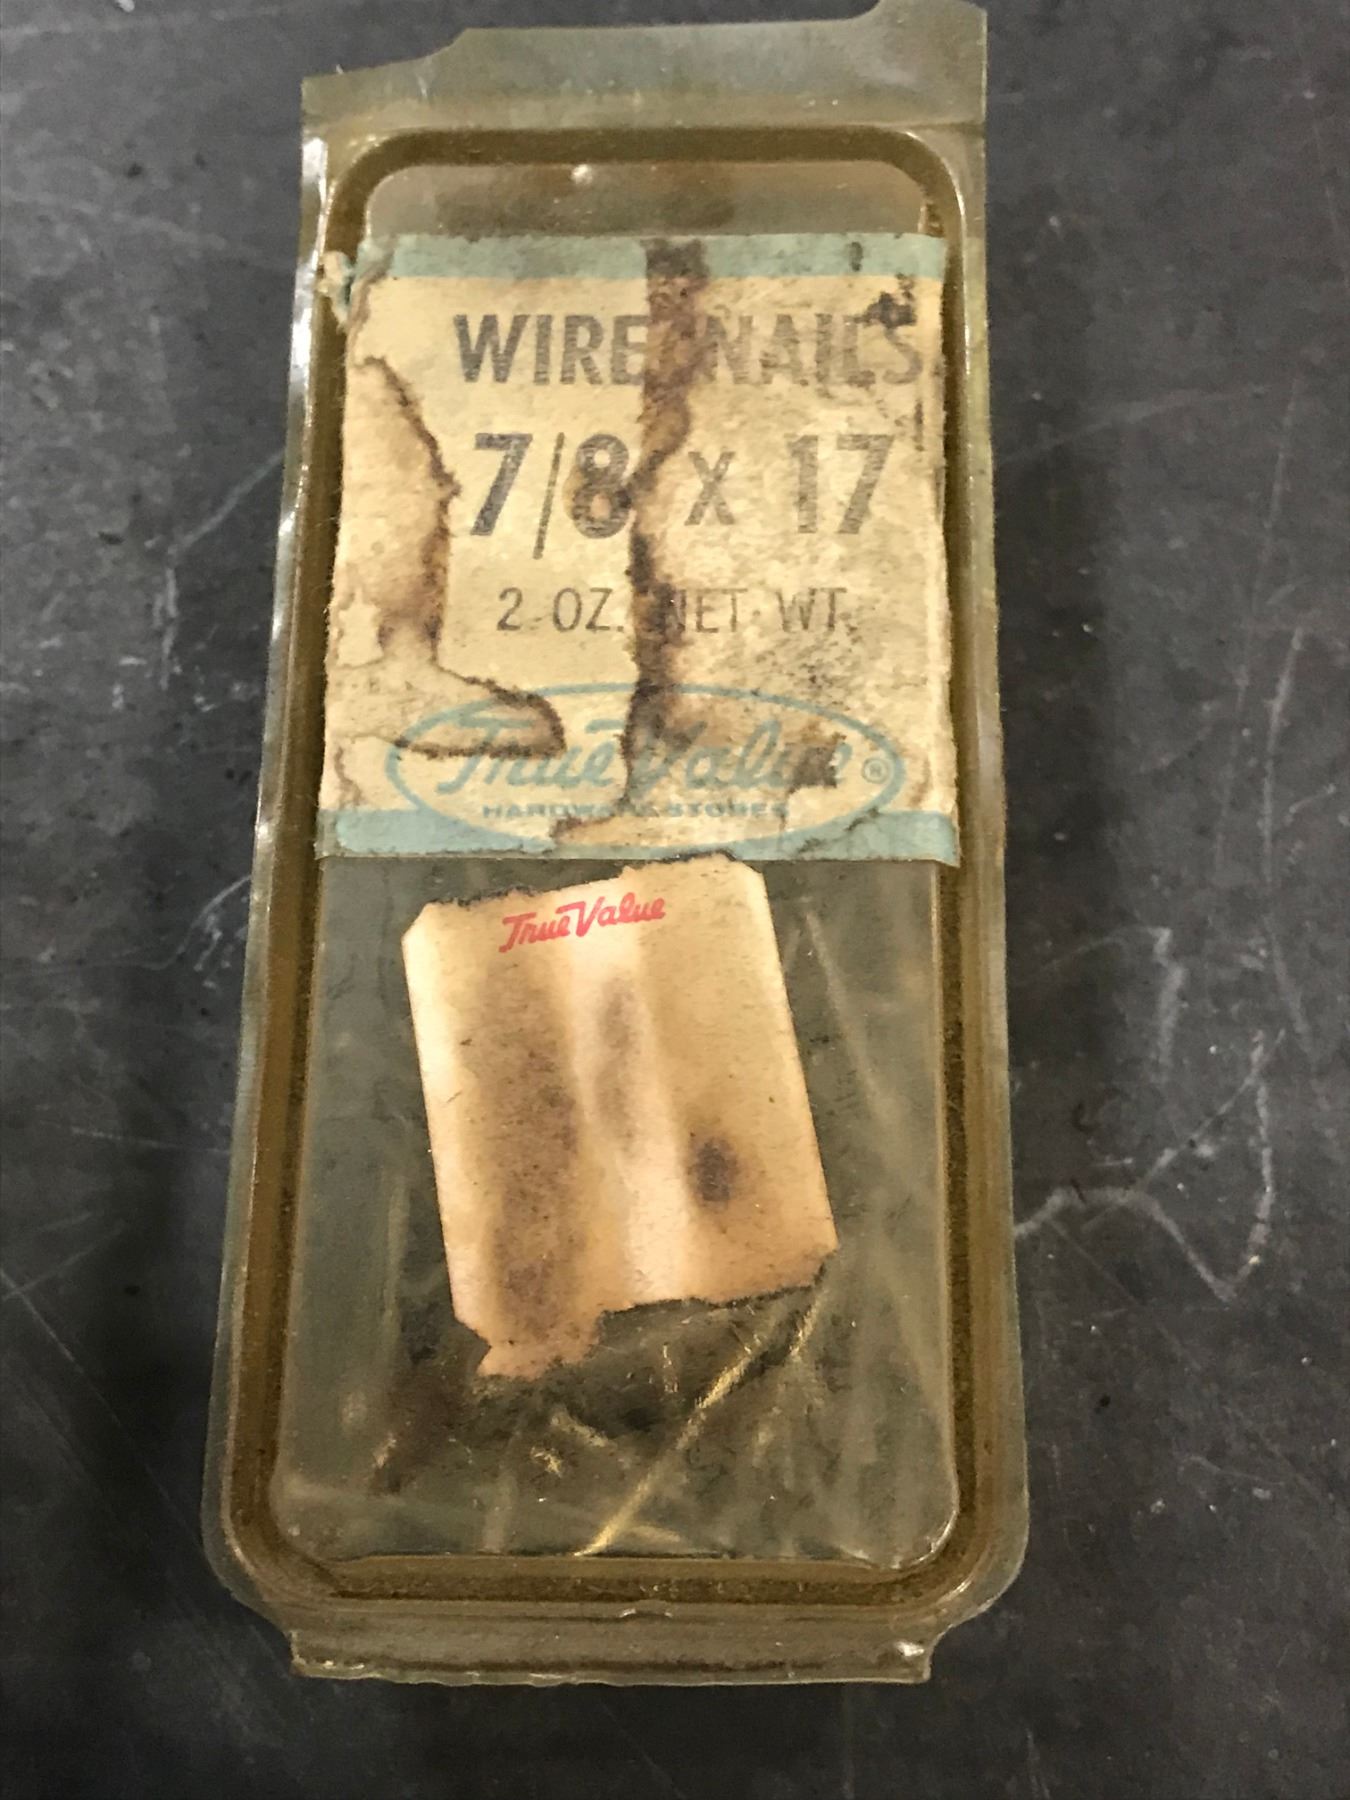 WIRE NAILS
7/8 x 17
2 OZ. NET WT.
True Value ®
HARDWARE STORES
True Value